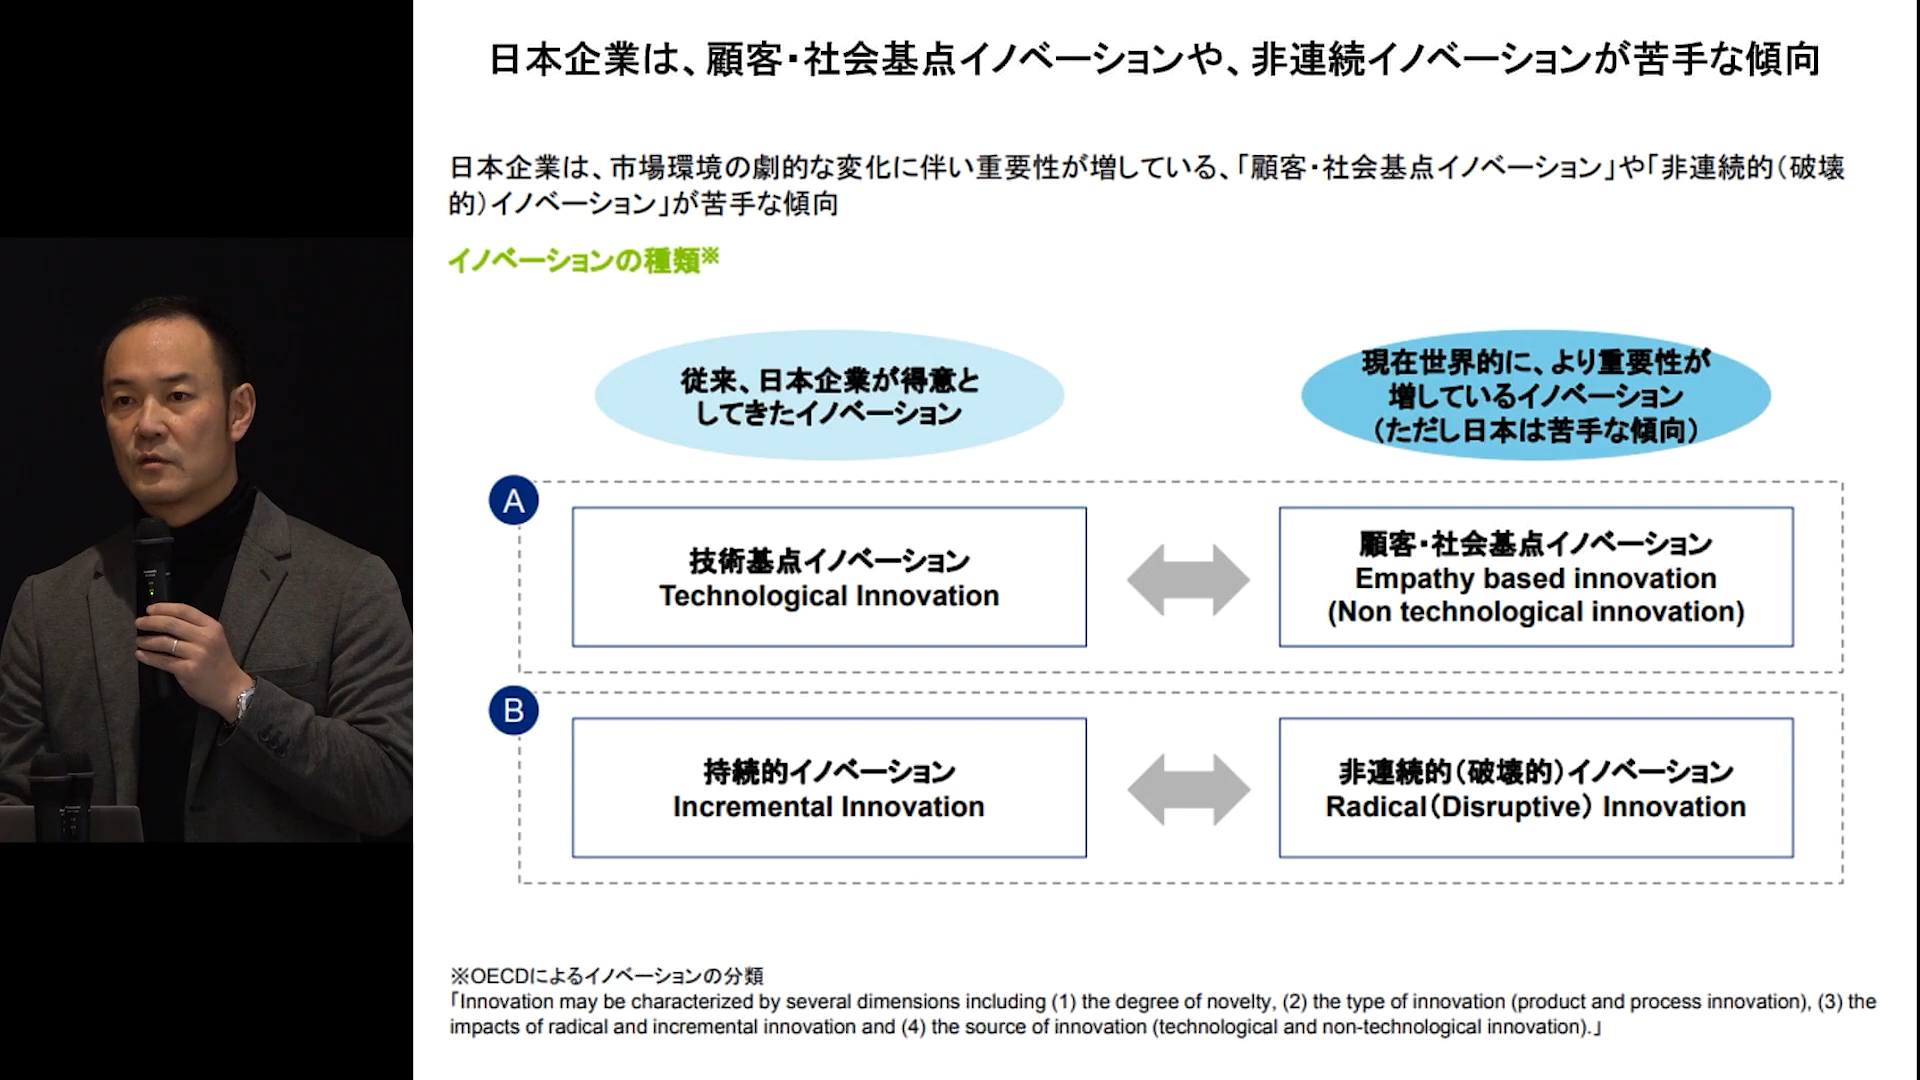 日本企業は、顧客・社会基点イノベーションや、非連続イノベーションが苦手な傾向
日本企業は、市場環境の劇的な変化に伴い重要性が増している、「顧客・社会基点イノベーション」や「非連続的（破壊
的）イノベーション」が苦手な傾向
イノベーションの種類※
従来、日本企業が得意と
してきたイノベーション
現在世界的に、より重要性が
増しているイノベーション
（ただし日本は苦手な傾向）
A
技術基点イノベーション
Technological Innovation
顧客・社会基点イノベーション
Empathy based innovation
(Non technological innovation)
B
持続的イノベーション
Incremental Innovation
非連続的（破壊的）イノベーション
Radical（Disruptive） Innovation
※OECDによるイノベーションの分類
「Innovation may be characterized by several dimensions including (1) the degree of novelty, (2) the type of innovation (product and process innovation), (3) the
impacts of radical and incremental innovation and (4) the source of innovation (technological and non-technological innovation).」